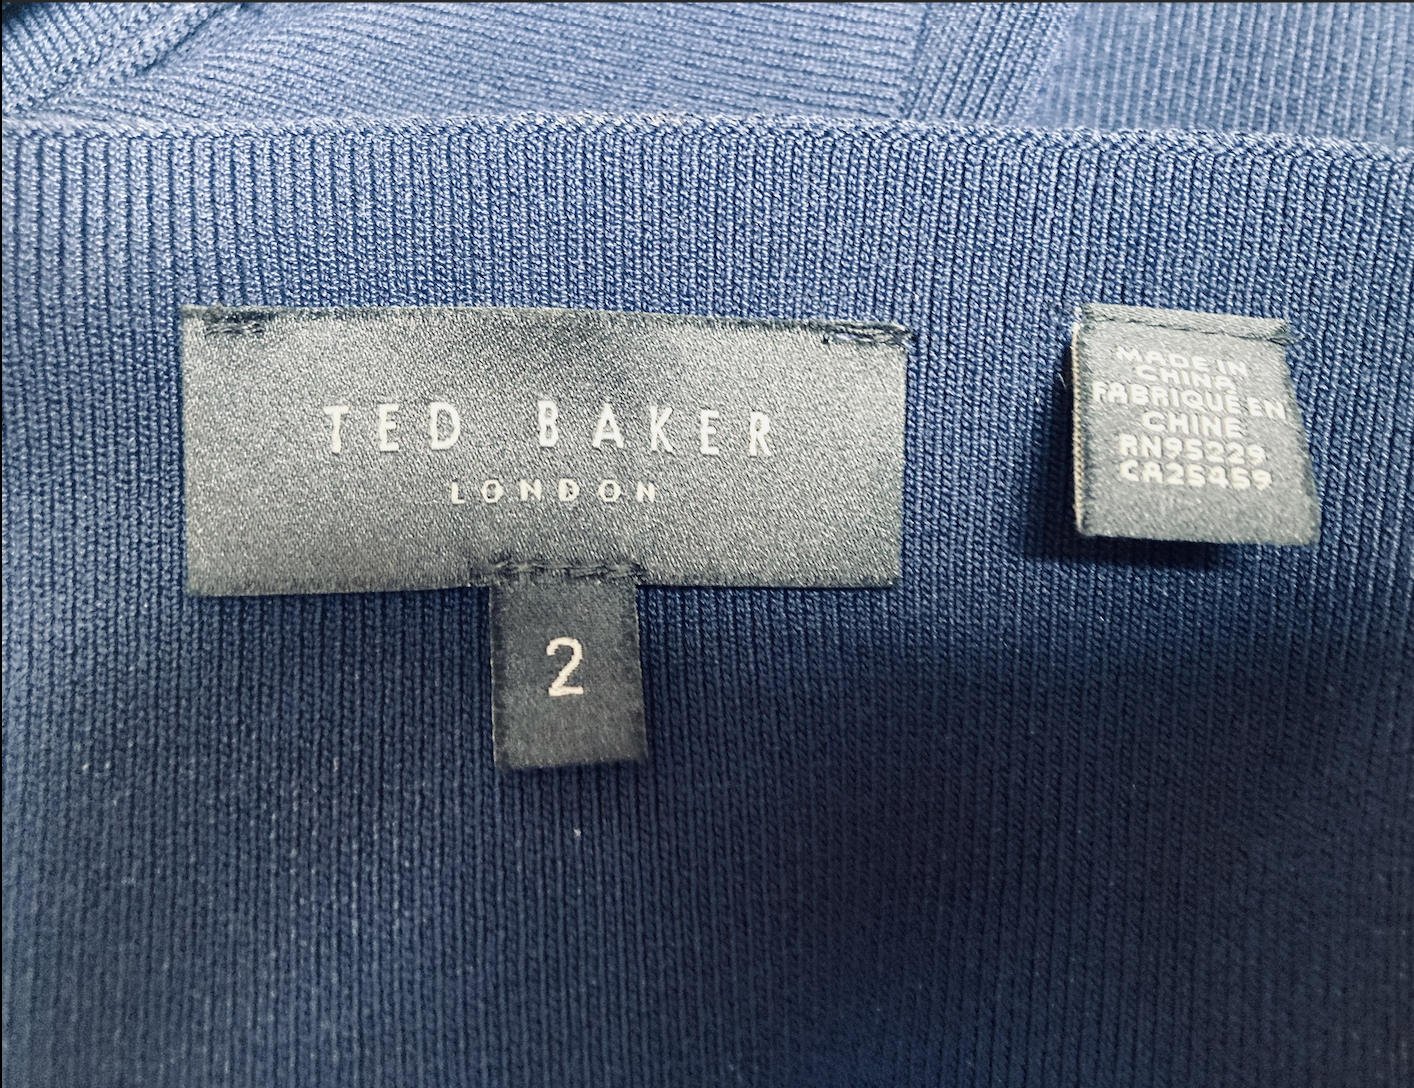 TED BAKER
LONDON
2
MADE IN
CHINA
FABRIQUE EN
CHINE
RN95229
CA25459